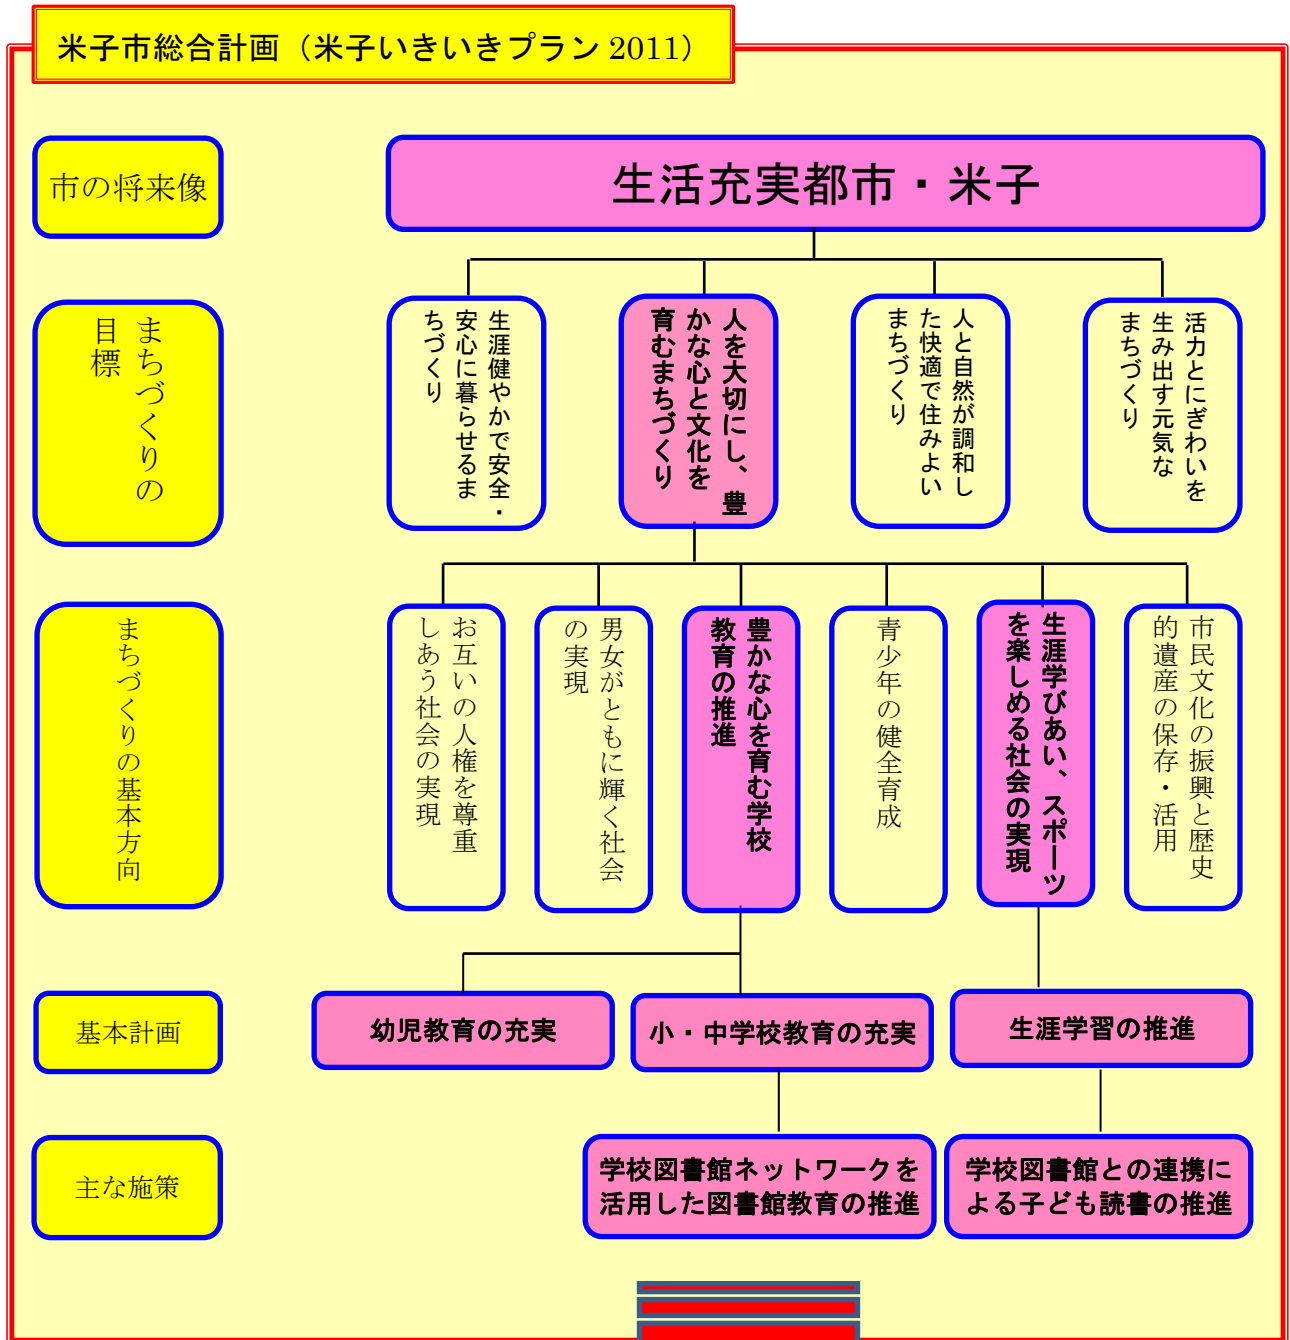 米子市総合計画（米子いきいきプラン 2011）
市の将来像
生活充実都市・米子
まちづくりの
目標
生涯健やかで安全・
安心に暮らせるま
ちづくり
人を大切にし、豊
かな心と文化を
育むまちづくり
人と自然が調和し
た快適で住みよい
まちづくり
活力とにぎわいを
生み出す元気な
まちづくり
まちづくりの基本方向
お互いの人権を尊重
しあう社会の実現
男女がともに輝く社会
の実現
豊かな心を育む学校
教育の推進
青少年の健全育成
生涯学びあい、スポーツ
を楽しめる社会の実現
市民文化の振興と歴史
的遺産の保存・活用
基本計画
幼児教育の充実
小・中学校教育の充実
生涯学習の推進
主な施策
学校図書館ネットワークを
活用した図書館教育の推進
学校図書館との連携に
よる子ども読書の推進